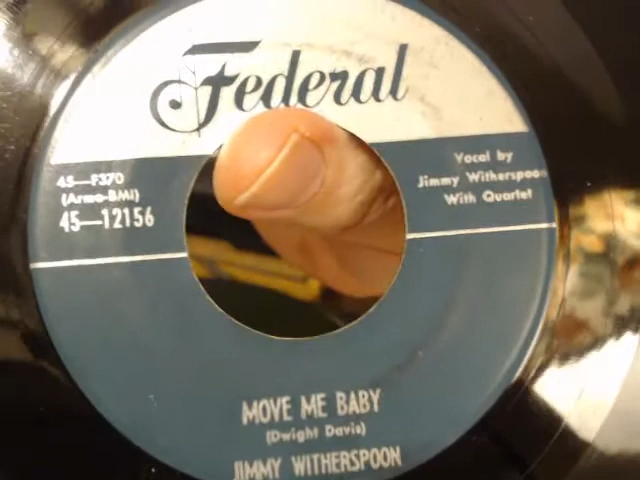 Federal
45—F370
(Armo-BMI)
45—12156
Vocal by
Jimmy Witherspoon
With Quartet
MOVE ME BABY
(Dwight Davis)
JIMMY WITHERSPOON